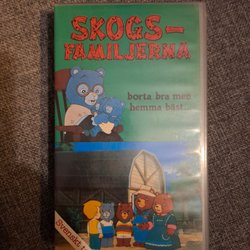 SKOGS-
FAMILJERNA
borta bra men
hemma bäst...
Svenskt